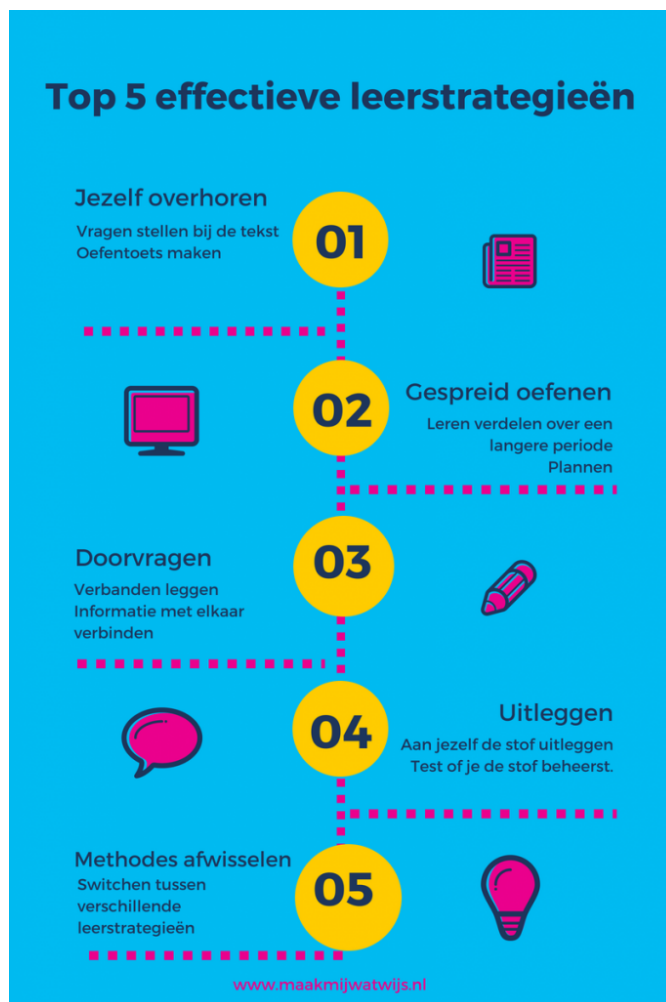 Top 5 effectieve leerstrategieën
Jezelf overhoren
Vragen stellen bij de tekst
Oefentoets maken
01
02
Gespreid oefenen
Leren verdelen over een
langere periode
Plannen
Doorvragen
Verbanden leggen
Informatie met elkaar
verbinden
03
04
Uitleggen
Aan jezelf de stof uitleggen
Test of je de stof beheerst.
Methodes afwisselen
Switchen tussen
verschillende
leerstrategieën
05
www.maakmijwatwijs.nl